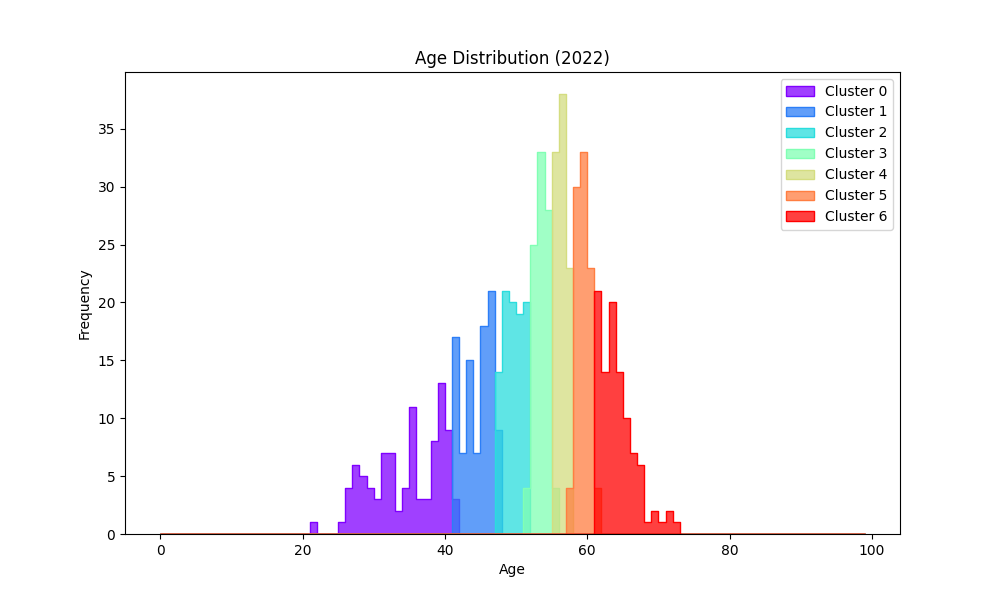 Age Distribution (2022)
Cluster 0
Cluster 1
Cluster 2
Cluster 3
Cluster 4
Cluster 5
Cluster 6
Frequency
35
30
25
20
15
10
5
0
0 20 40 60 80 100
Age